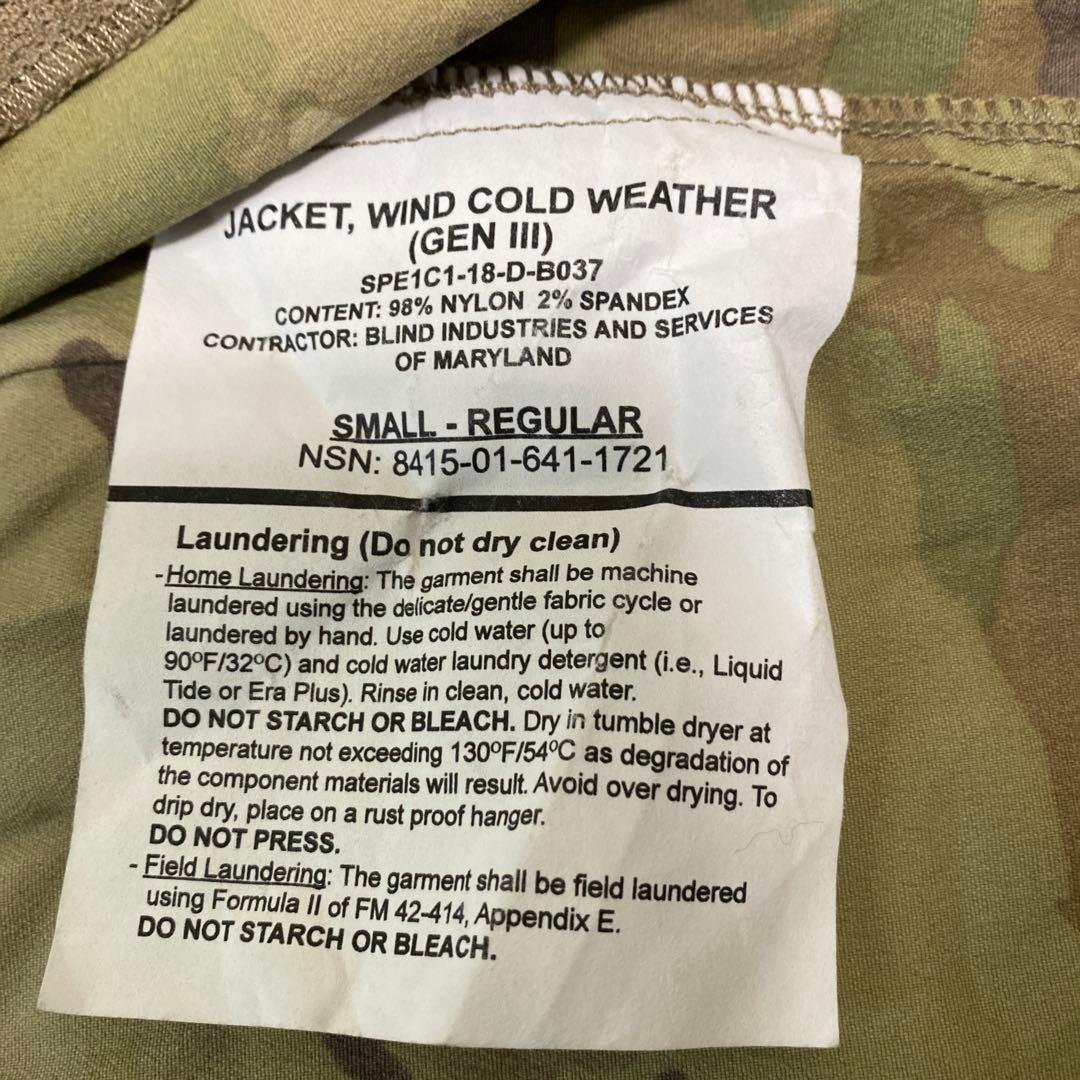 JACKET, WIND COLD WEATHER
(GEN III)
SPE1C1-18-D-B037
CONTENT: 98% NYLON 2% SPANDEX
CONTRACTOR: BLIND INDUSTRIES AND SERVICES
OF MARYLAND
SMALL - REGULAR
NSN: 8415-01-641-1721
Laundering (Do not dry clean)
-Home Laundering: The garment shall be machine
laundered using the delicate/gentle fabric cycle or
laundered by hand. Use cold water (up to
90ºF/32ºC) and cold water laundry detergent (i.e., Liquid
Tide or Era Plus). Rinse in clean, cold water.
DO NOT STARCH OR BLEACH. Dry in tumble dryer at
temperature not exceeding 130ºF/54ºC as degradation of
the component materials will result. Avoid over drying. To
drip dry, place on a rust proof hanger.
DO NOT PRESS.
- Field Laundering: The garment shall be field laundered
using Formula II of FM 42-414, Appendix E.
DO NOT STARCH OR BLEACH.